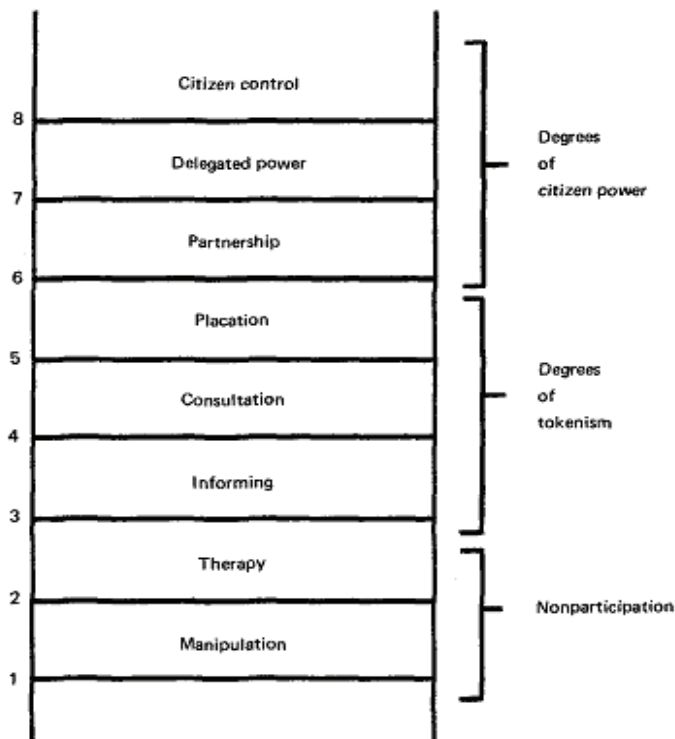 Citizen control
8
Delegated power
7
Partnership
6
Placation
5
Consultation
4
Informing
3
Therapy
2
Manipulation
1
Degrees
of
citizen power
Degrees
of
tokenism
Nonparticipation